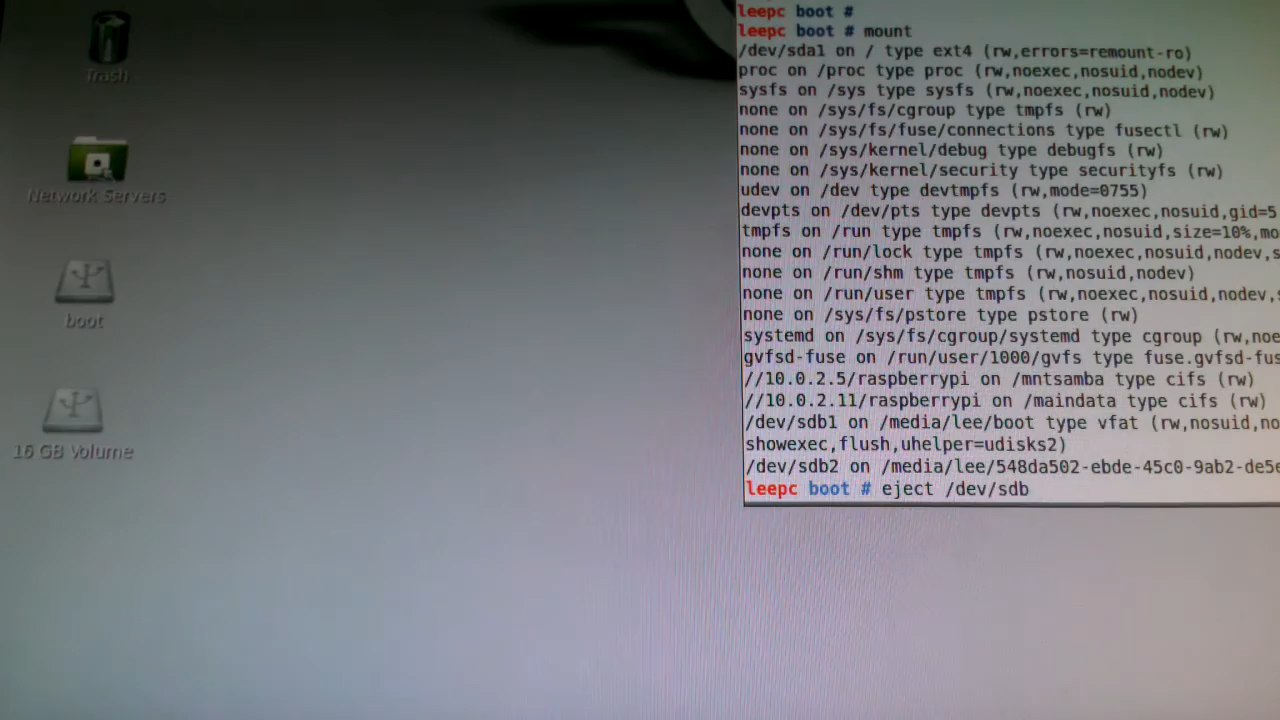 Trash
Network Servers
boot
16 GB Volume
leepc boot #
leepc boot # mount
/dev/sda1 on / type ext4 (rw,errors=remount-ro)
proc on /proc type proc (rw,noexec,nosuid,nodev)
sysfs on /sys type sysfs (rw,noexec,nosuid,nodev)
none on /sys/fs/cgroup type tmpfs (rw)
none on /sys/fs/fuse/connections type fusectl (rw)
none on /sys/kernel/debug type debugfs (rw)
none on /sys/kernel/security type securityfs (rw)
udev on /dev type devtmpfs (rw,mode=0755)
devpts on /dev/pts type devpts (rw,noexec,nosuid,gid=5
tmpfs on /run type tmpfs (rw,noexec,nosuid,size=10%,mo
none on /run/lock type tmpfs (rw,noexec,nosuid,nodev,s
none on /run/shm type tmpfs (rw,nosuid,nodev)
none on /run/user type tmpfs (rw,noexec,nosuid,nodev,s
none on /sys/fs/pstore type pstore (rw)
systemd on /sys/fs/cgroup/systemd type cgroup (rw,noe
gvfsd-fuse on /run/user/1000/gvfs type fuse.gvfsd-fus
//10.0.2.5/raspberrypi on /mntsamba type cifs (rw)
//10.0.2.11/raspberrypi on /maindata type cifs (rw)
/dev/sdb1 on /media/lee/boot type vfat (rw,nosuid,no
showexec,flush,uhelper=udisks2)
/dev/sdb2 on /media/lee/548da502-ebde-45c0-9ab2-de5e
leepc boot # eject /dev/sdb